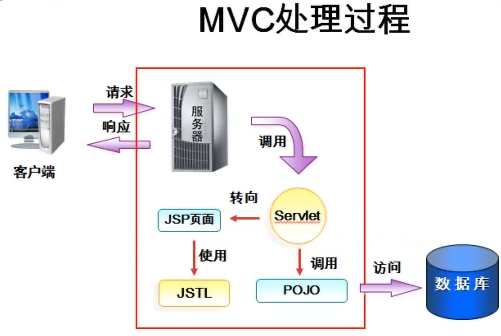 MVC处理过程
请求
响应
客户端
服务器
调用
转向
JSP页面
Servlet
使用
调用
访问
JSTL
POJO
数据库